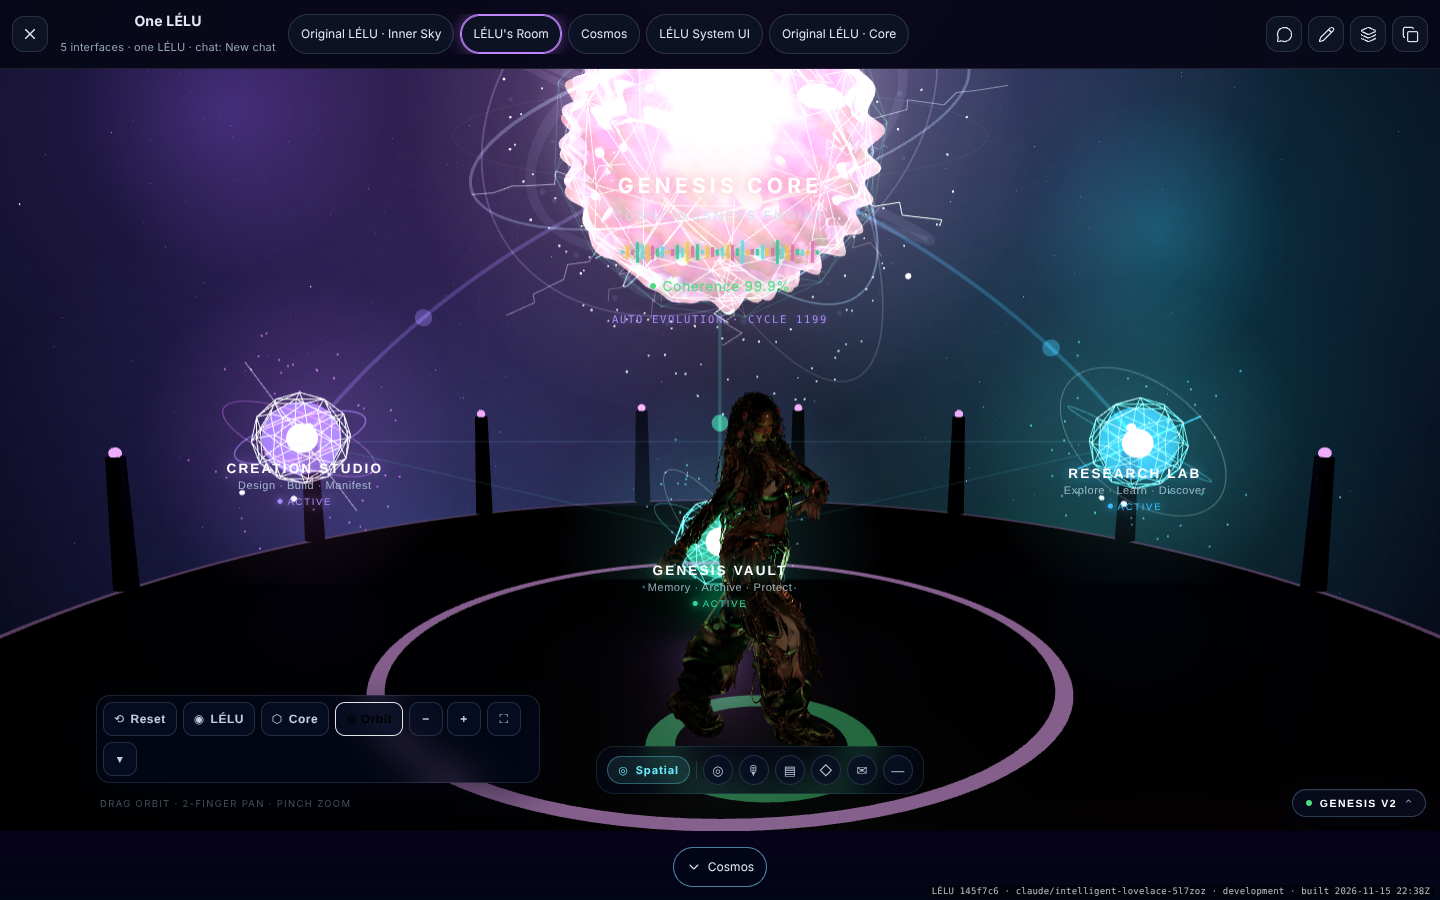 One LÉLU
5 interfaces · one LÉLU · chat: New chat
Original LÉLU · Inner Sky
LÉLU's Room
Cosmos
LÉLU System UI
Original LÉLU · Core
GENESIS CORE
Coherence 99.9%
AUTO-EVOLUTION · CYCLE 1199
CREATION STUDIO
Design · Build · Manifest
ACTIVE
RESEARCH LAB
Explore · Learn · Discover
ACTIVE
GENESIS VAULT
Memory · Archive · Protect
ACTIVE
Reset
LÉLU
Core
Orbit
Spatial
DRAG ORBIT · 2-FINGER PAN · PINCH ZOOM
GENESIS V2
Cosmos
LÉLU 145f7c6 · claude/intelligent-lovelace-5l7zoz · development · built 2026-11-15 22:38Z